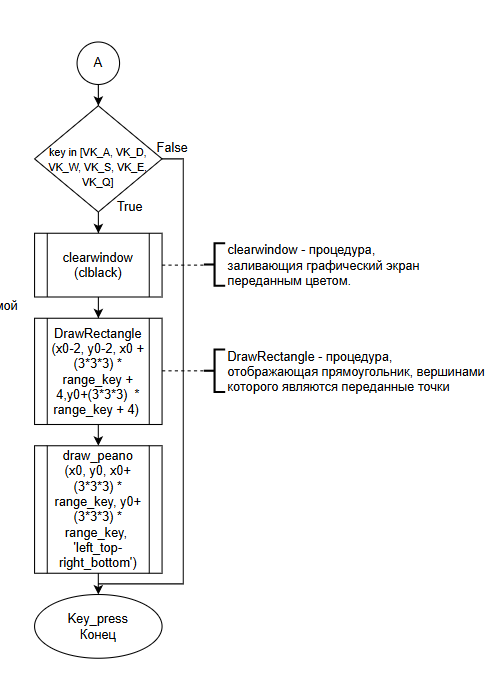 A
False
key in [VK_A, VK_D,
VK_W, VK_S, VK_E,
VK_Q]
True
clearwindow
(clblack)
clearwindow - процедура,
заливающия графический экран
переданным цветом.
мой
DrawRectangle
(x0-2, y0-2, x0 +
(3*3*3) *
range_key +
4,y0+(3*3*3) *
range_key + 4)
DrawRectangle - процедура,
отображающая прямоугольник, вершинами
которого являются переданные точки
draw_peano
(x0, y0, x0+
(3*3*3) *
range_key, y0+
(3*3*3) *
range_key,
'left_top-
right_bottom')
Key_press
Конец